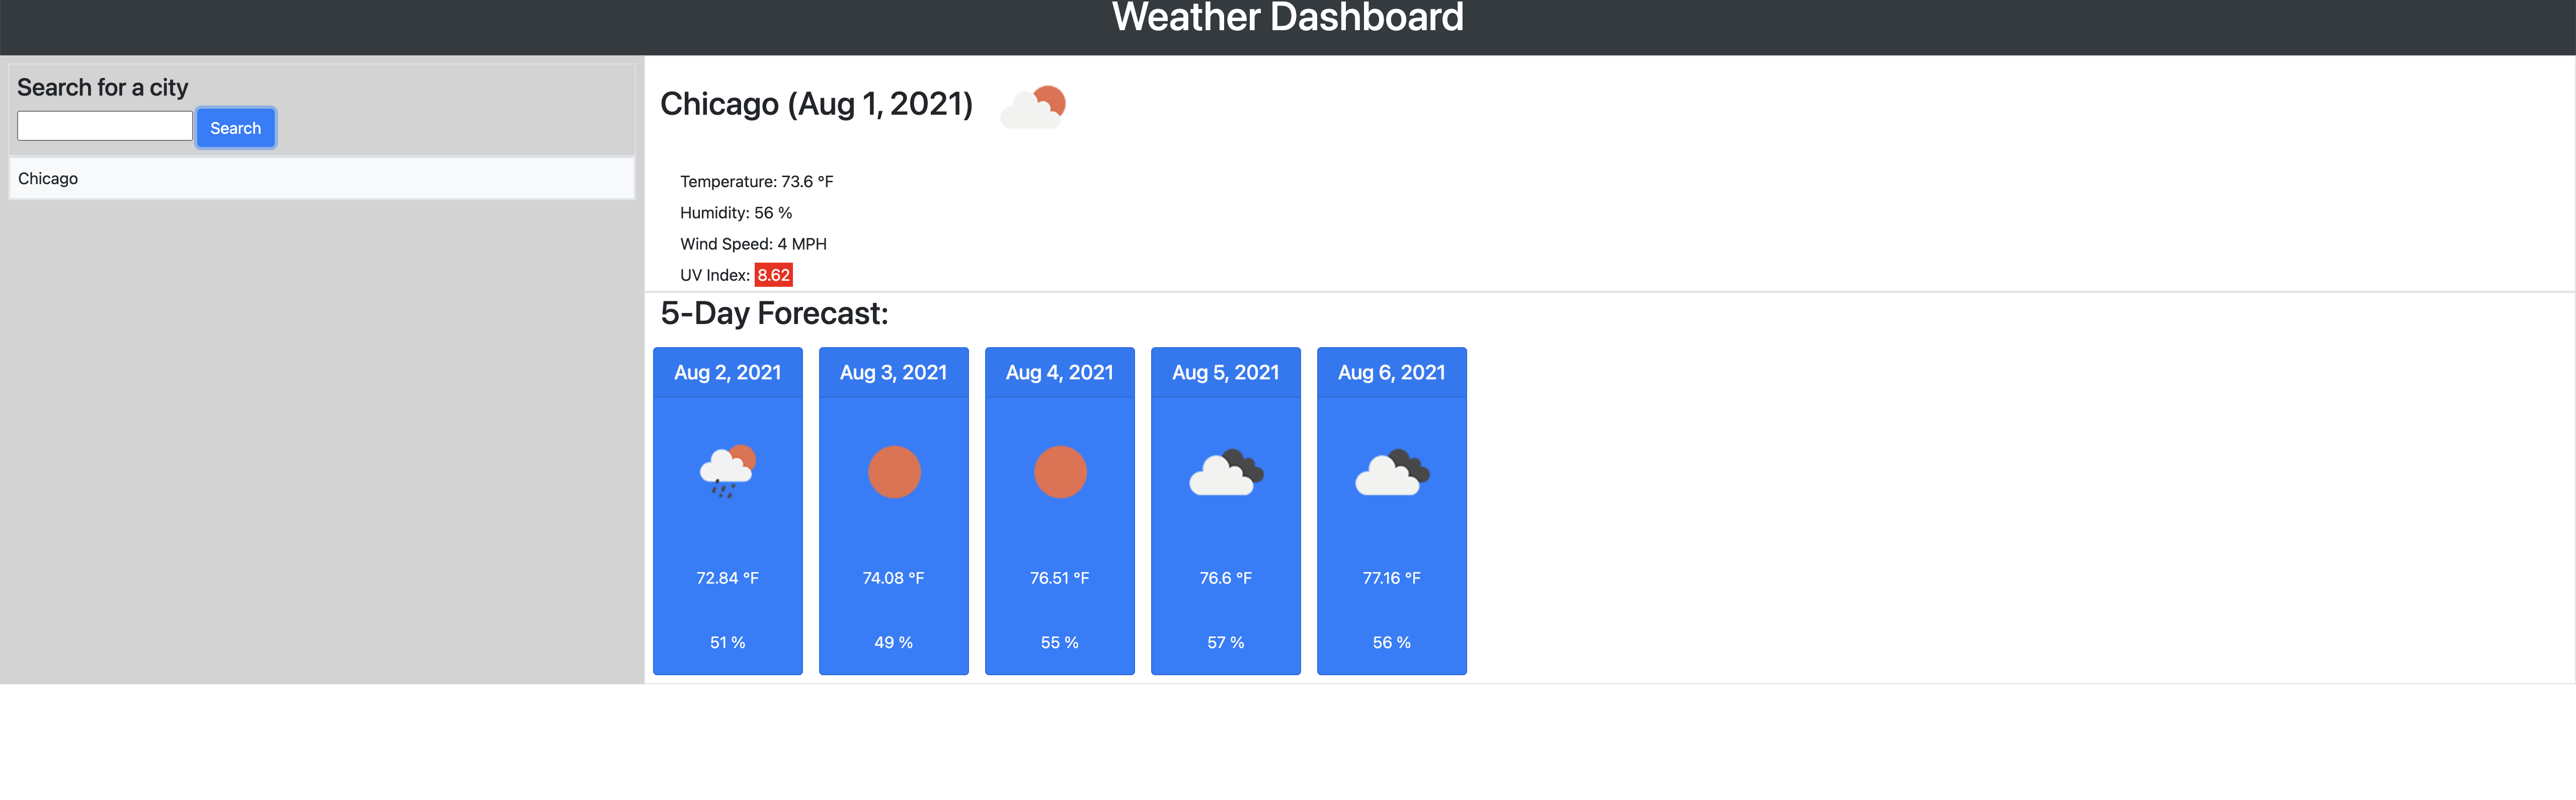 Weather Dashboard
Search for a city
Search
Chicago
Chicago (Aug 1, 2021)
Temperature: 73.6 °F
Humidity: 56 %
Wind Speed: 4 MPH
UV Index: 8.62
5-Day Forecast:
Aug 2, 2021
72.84 °F
51 %
Aug 3, 2021
74.08 °F
49 %
Aug 4, 2021
76.51 °F
55 %
Aug 5, 2021
76.6 °F
57 %
Aug 6, 2021
77.16 °F
56 %